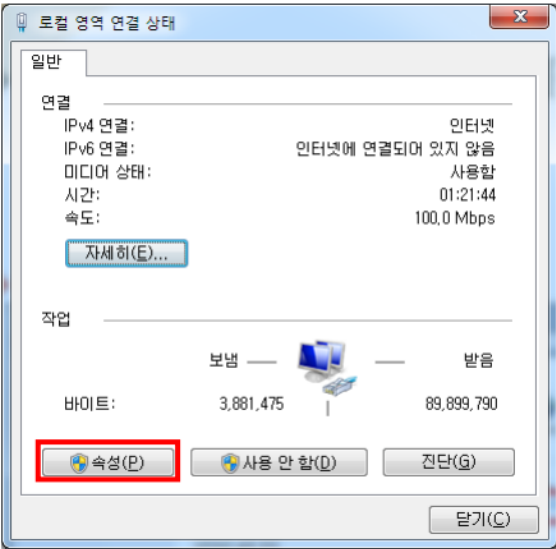 로컬 영역 연결 상태
일반
연결
IPv4 연결: 인터넷
IPv6 연결: 인터넷에 연결되어 있지 않음
미디어 상태: 사용함
시간: 01:21:44
속도: 100,0 Mbps
자세히(E)...
작업
보냄 받음
바이트: 3,881,475 89,899,790
속성(P) 사용 안 함(D) 진단(G)
닫기(C)